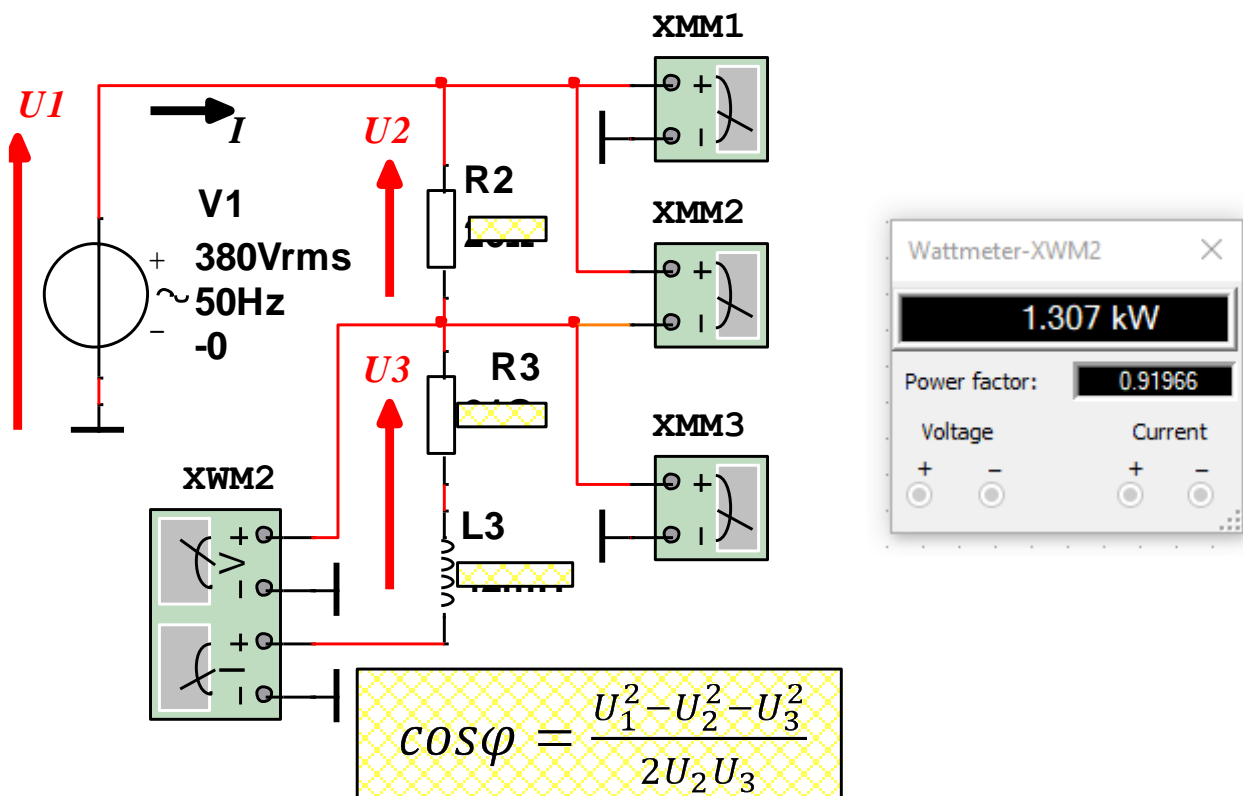 XMM1
+
−
U1
I
U2
R2
V1
380Vrms
50Hz
-0
+
~
−
XMM2
+
−
U3
R3
XMM3
+
−
XWM2
V
+
−
I
+
−
L3
cosφ = (U₁² − U₂² − U₃²) / 2U₂U₃
Wattmeter-XWM2
1.307 kW
Power factor: 0.91966
Voltage Current
+ − + −